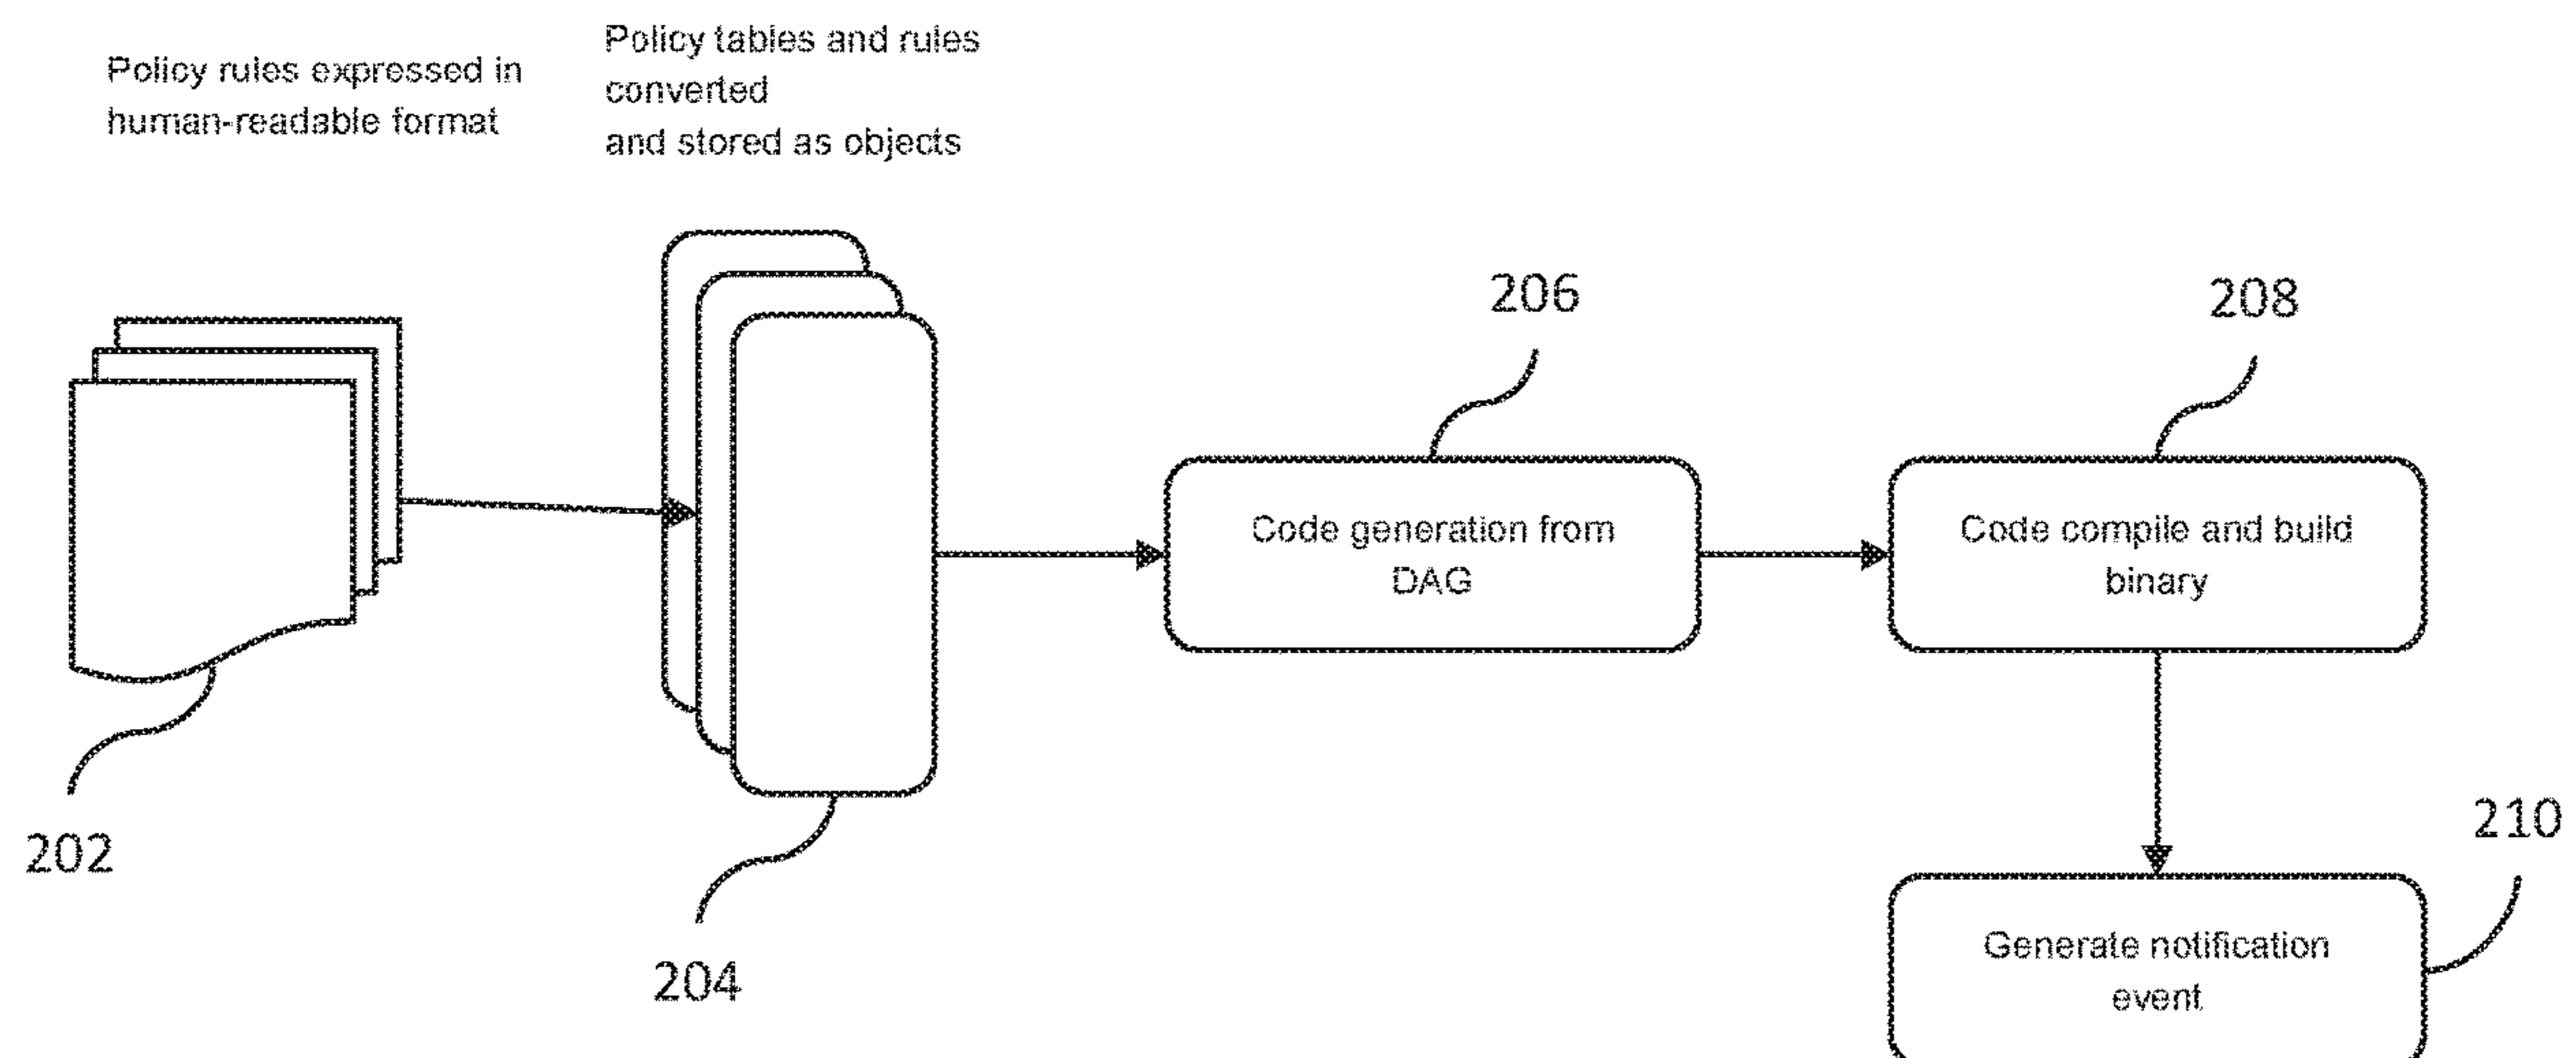 Policy rules expressed in
human-readable format
Policy tables and rules
converted
and stored as objects
206
208
Code generation from
DAG
Code compile and build
binary
202
204
210
Generate notification
event